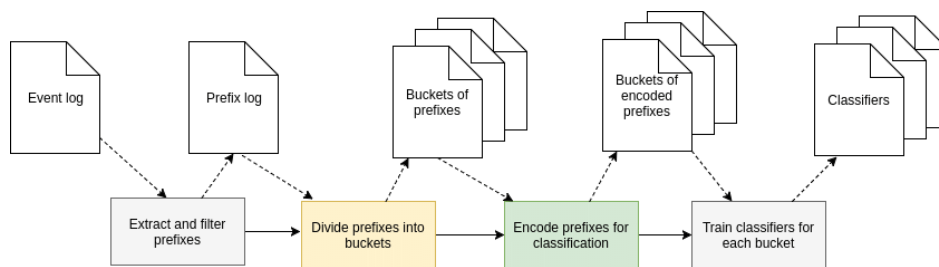 Event log
Prefix log
Buckets of
prefixes
Buckets of
encoded
prefixes
Classifiers
Extract and filter
prefixes
Divide prefixes into
buckets
Encode prefixes for
classification
Train classifiers for
each bucket